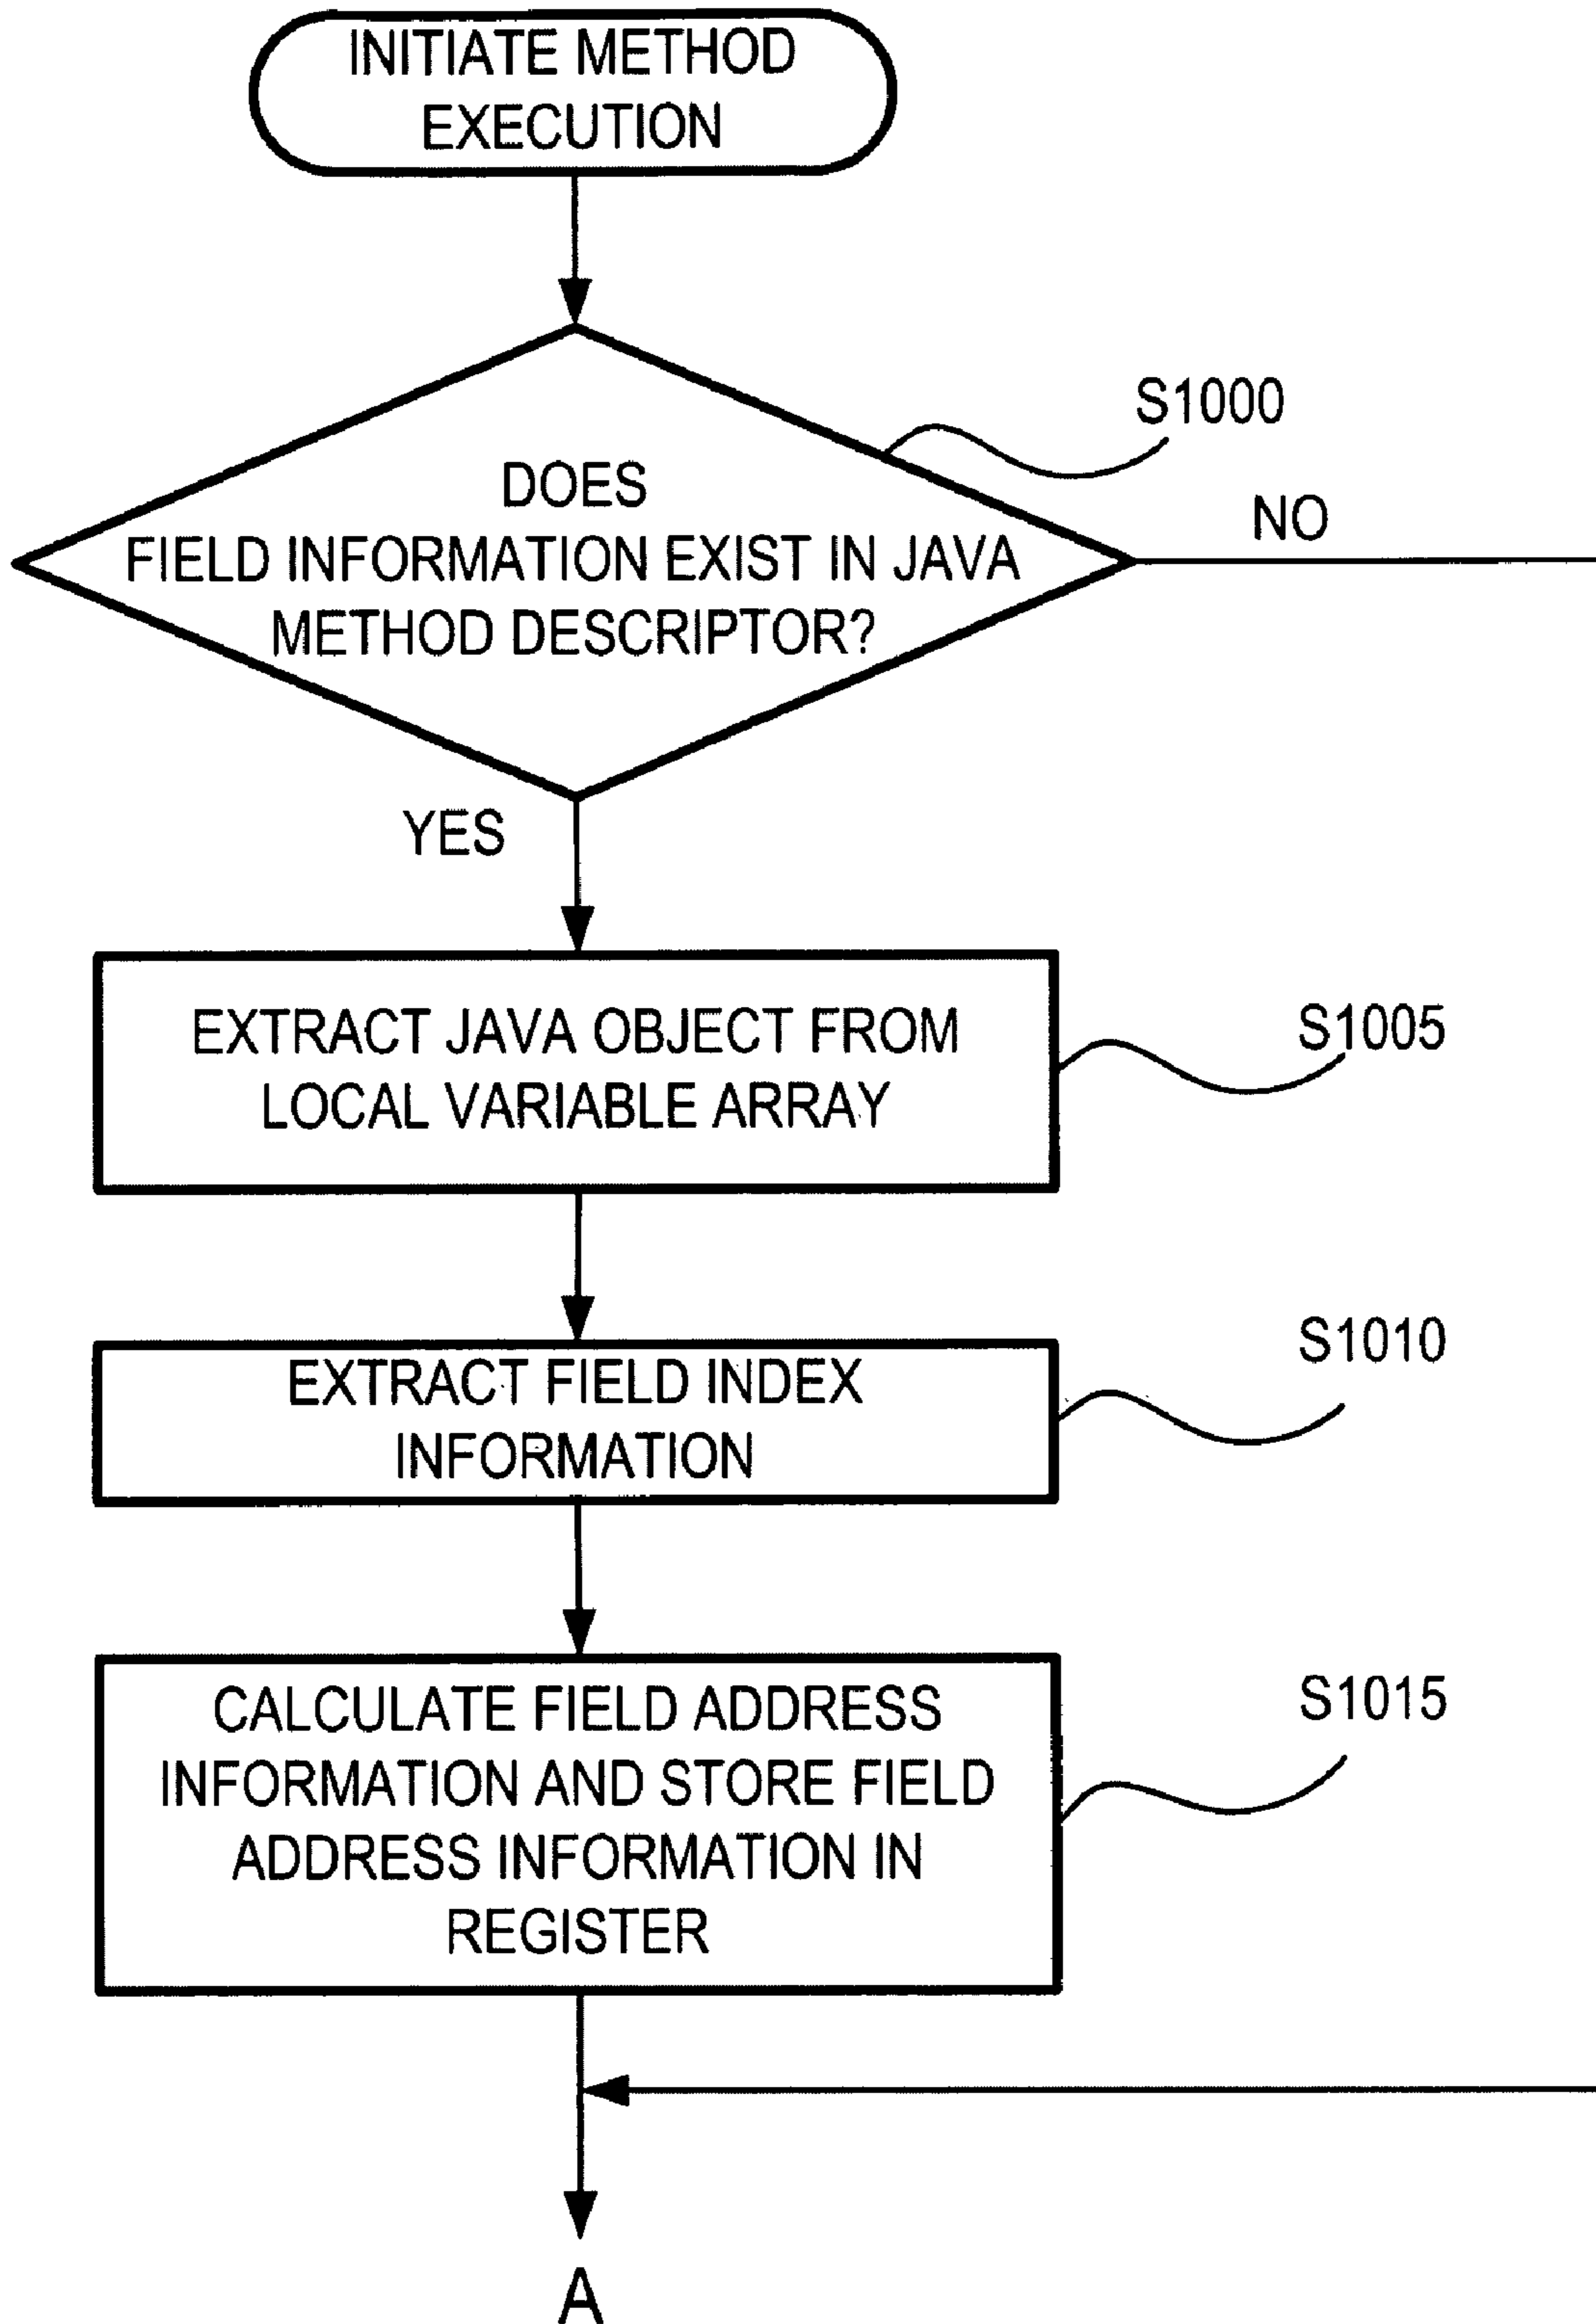 INITIATE METHOD
EXECUTION
S1000
DOES
FIELD INFORMATION EXIST IN JAVA
METHOD DESCRIPTOR?
NO
YES
EXTRACT JAVA OBJECT FROM
LOCAL VARIABLE ARRAY
S1005
EXTRACT FIELD INDEX
INFORMATION
S1010
CALCULATE FIELD ADDRESS
INFORMATION AND STORE FIELD
ADDRESS INFORMATION IN
REGISTER
S1015
A